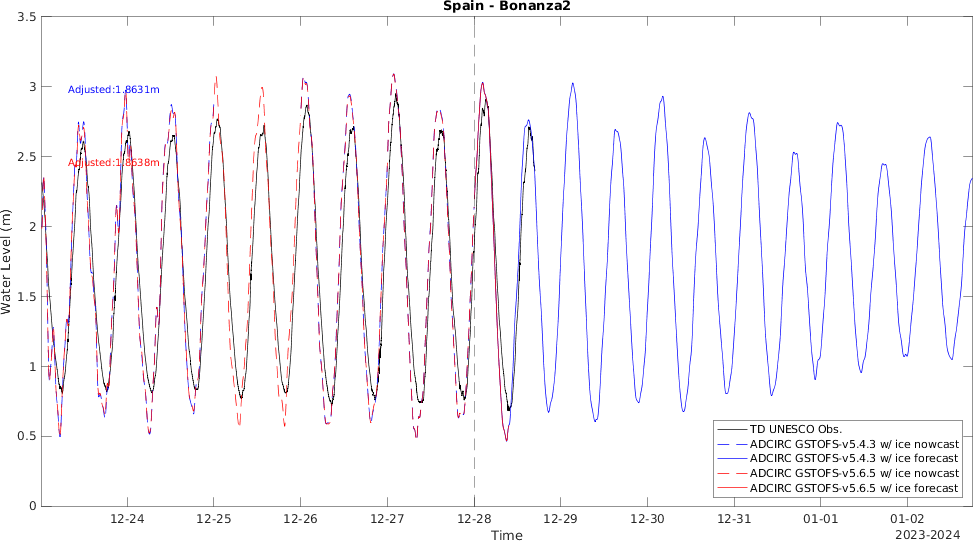 Spain - Bonanza2
3.5
3
2.5
2
1.5
1
0.5
0
Water Level (m)
Adjusted:1.8631m
Adjusted:1.8638m
TD UNESCO Obs.
ADCIRC GSTOFS-v5.4.3 w/ ice nowcast
ADCIRC GSTOFS-v5.4.3 w/ ice forecast
ADCIRC GSTOFS-v5.6.5 w/ ice nowcast
ADCIRC GSTOFS-v5.6.5 w/ ice forecast
12-24 12-25 12-26 12-27 12-28 12-29 12-30 12-31 01-01 01-02
Time
2023-2024